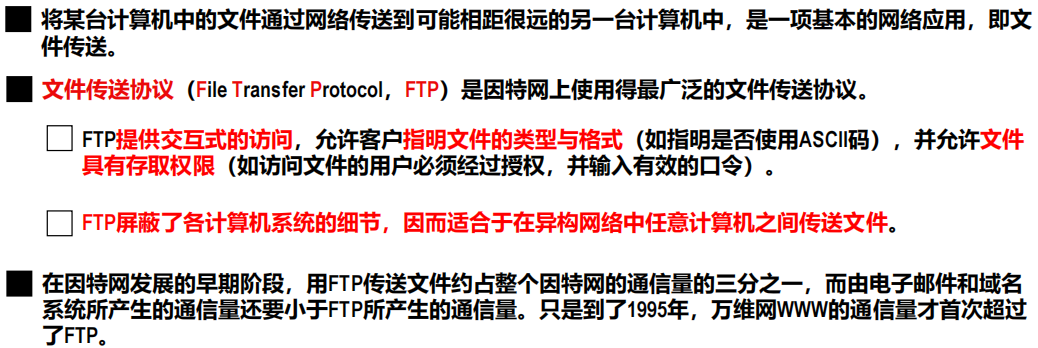 将某台计算机中的文件通过网络传送到可能相距很远的另一台计算机中，是一项基本的网络应用，即文
件传送。
文件传送协议（File Transfer Protocol，FTP）是因特网上使用得最广泛的文件传送协议。
FTP提供交互式的访问，允许客户指明文件的类型与格式（如指明是否使用ASCII码），并允许文件
具有存取权限（如访问文件的用户必须经过授权，并输入有效的口令）。
FTP屏蔽了各计算机系统的细节，因而适合于在异构网络中任意计算机之间传送文件。
在因特网发展的早期阶段，用FTP传送文件约占整个因特网的通信量的三分之一，而由电子邮件和域名
系统所产生的通信量还要小于FTP所产生的通信量。只是到了1995年，万维网WWW的通信量才首次超过
了FTP。